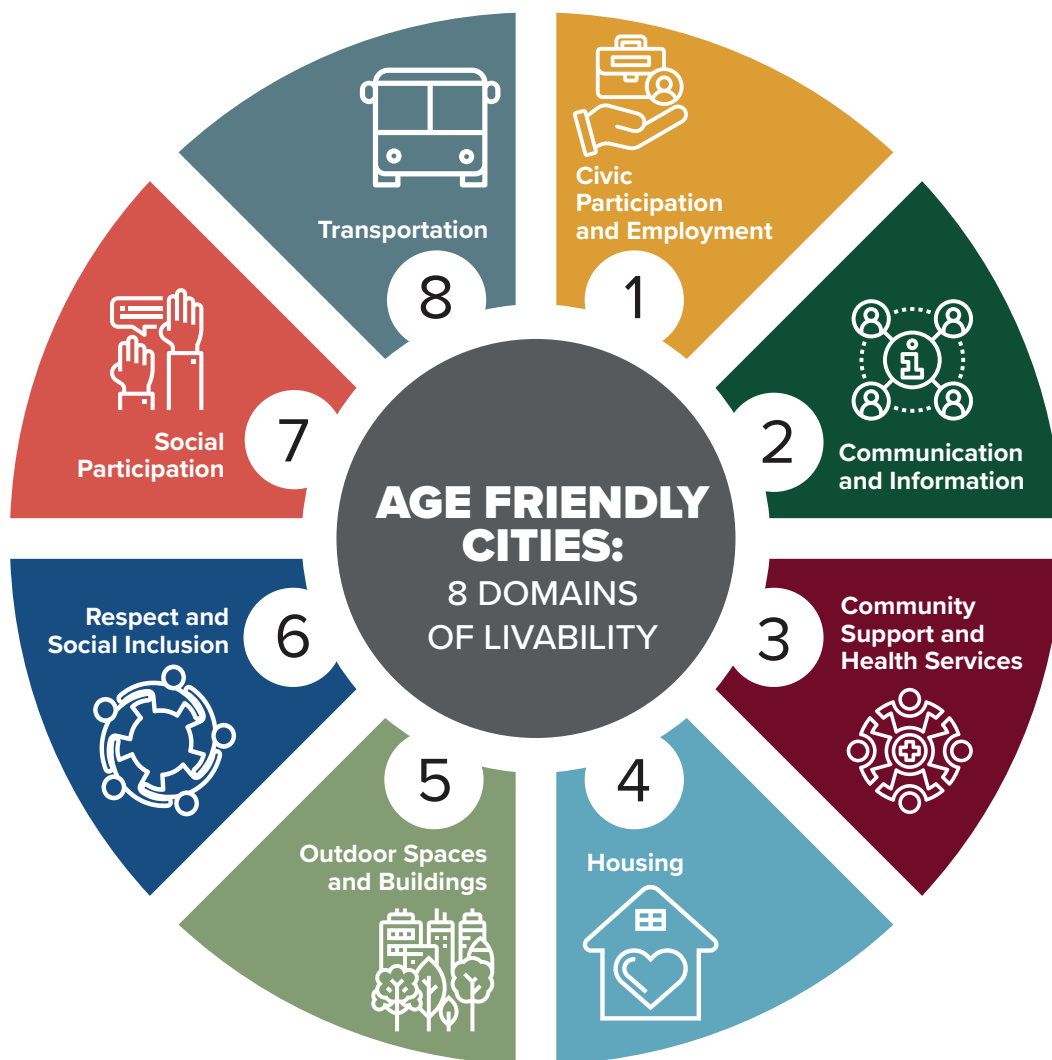 AGE FRIENDLY
CITIES:
8 DOMAINS
OF LIVABILITY
Civic
Participation
and Employment
1
2
Communication
and Information
3
Community
Support and
Health Services
4
Housing
5
Outdoor Spaces
and Buildings
6
Respect and
Social Inclusion
7
Social
Participation
8
Transportation